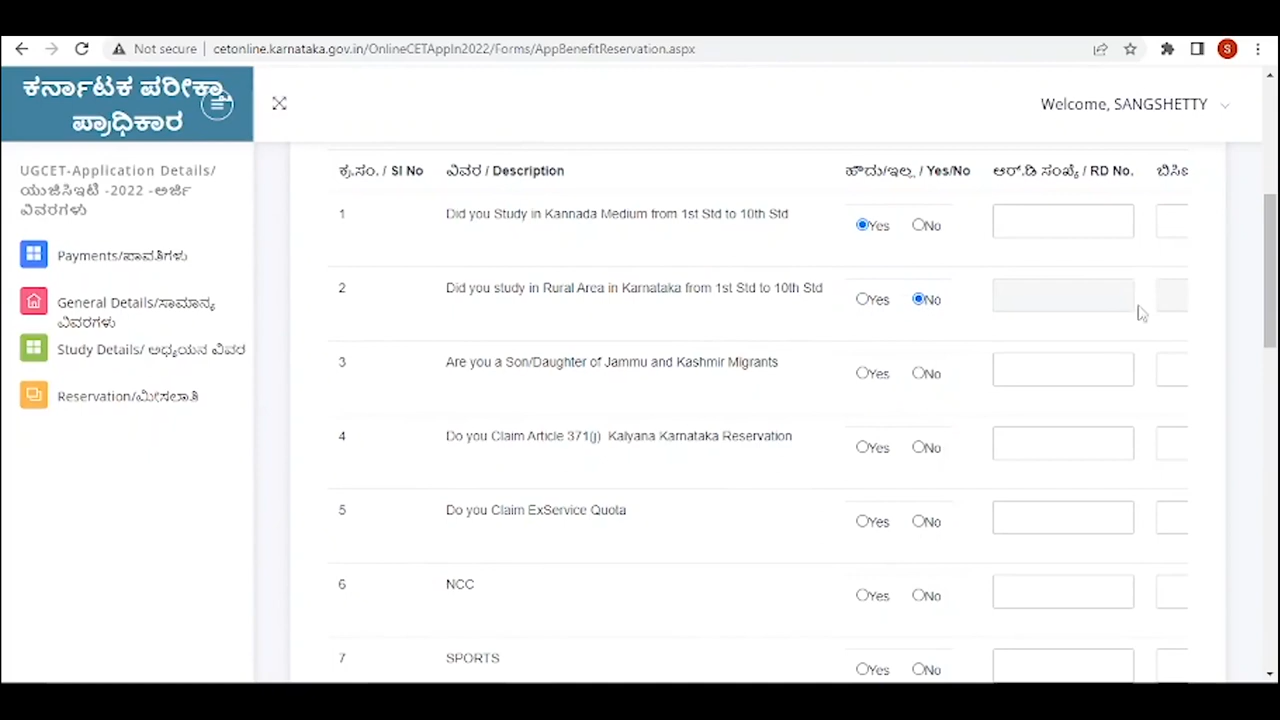 Not secure
cetonline.karnataka.gov.in/OnlineCETAppIn2022/Forms/AppBenefitReservation.aspx
S
ಕರ್ನಾಟಕ ಪರೀಕ್ಷಾ
ಪ್ರಾಧಿಕಾರ
Welcome, SANGSHETTY
UGCET-Application Details/
ಯುಜಿಸಿಇಟಿ -2022 -ಅರ್ಜಿ
ವಿವರಗಳು
Payments/ಪಾವತಿಗಳು
General Details/ಸಾಮಾನ್ಯ
ವಿವರಗಳು
Study Details/ ಅಧ್ಯಯನ ವಿವರ
Reservation/ಮೀಸಲಾತಿ
ಕ್ರ.ಸಂ. / SI No ವಿವರ / Description ಹೌದು/ಇಲ್ಲ / Yes/No ಆರ್.ಡಿ ಸಂಖ್ಯೆ / RD No.
1 Did you Study in Kannada Medium from 1st Std to 10th Std Yes No
2 Did you study in Rural Area in Karnataka from 1st Std to 10th Std Yes No
3 Are you a Son/Daughter of Jammu and Kashmir Migrants Yes No
4 Do you Claim Article 371(j) Kalyana Karnataka Reservation Yes No
5 Do you Claim ExService Quota Yes No
6 NCC Yes No
7 SPORTS Yes No